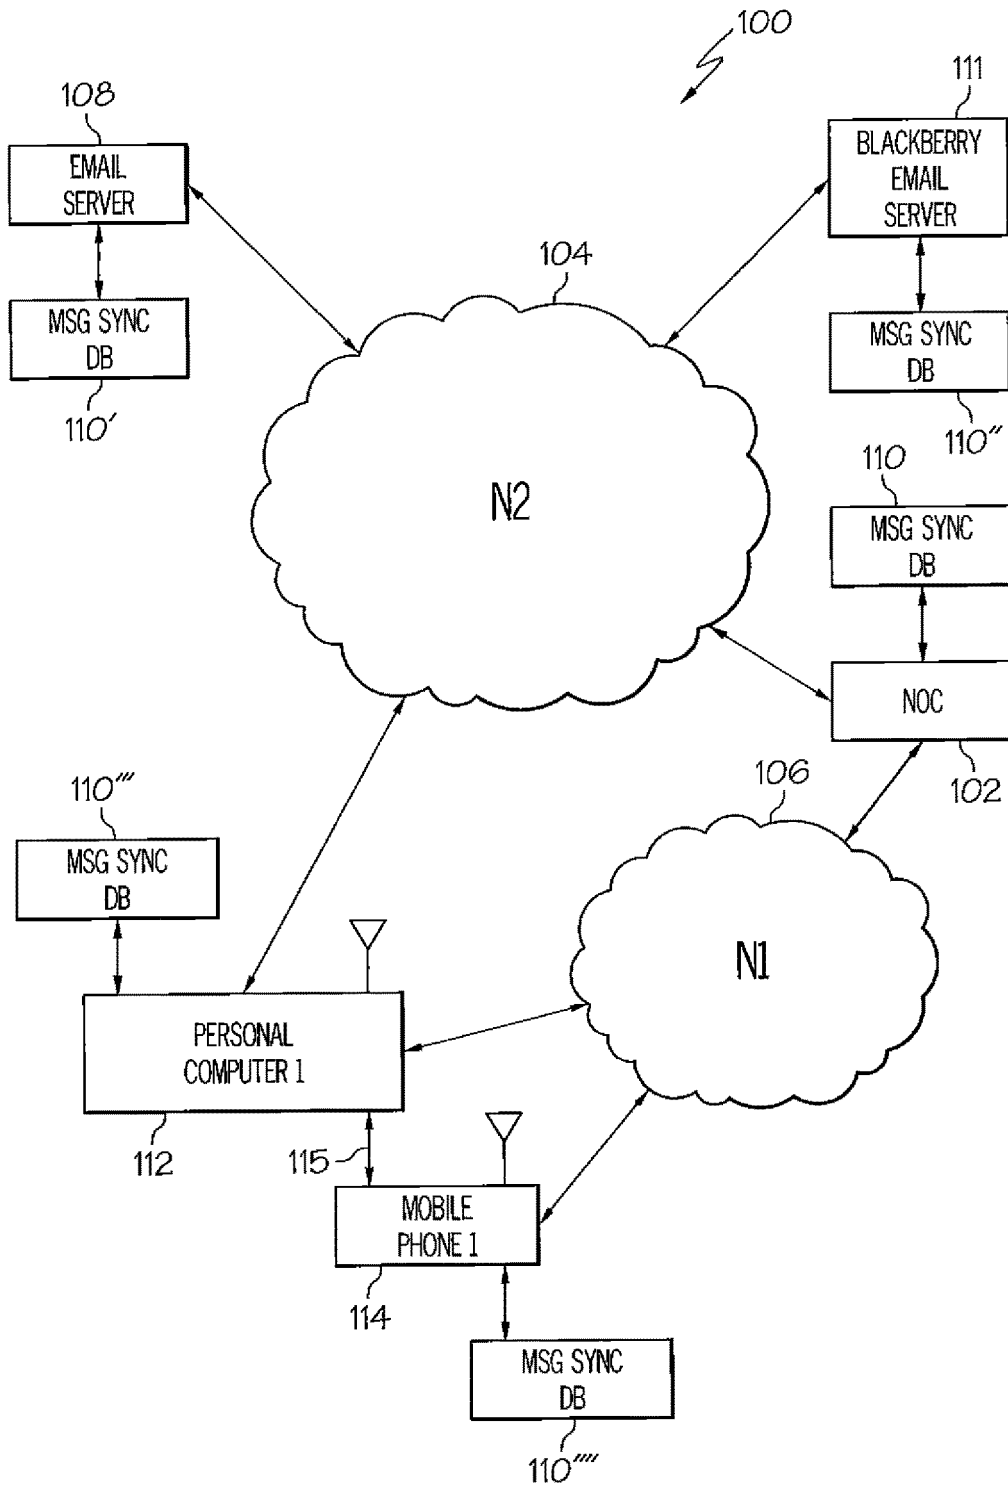 100
108
EMAIL
SERVER
MSG SYNC
DB
110′
111
BLACKBERRY
EMAIL
SERVER
MSG SYNC
DB
110″
104
N2
110
MSG SYNC
DB
NOC
102
106
N1
110‴
MSG SYNC
DB
PERSONAL
COMPUTER 1
112
115
MOBILE
PHONE 1
114
MSG SYNC
DB
110⁗